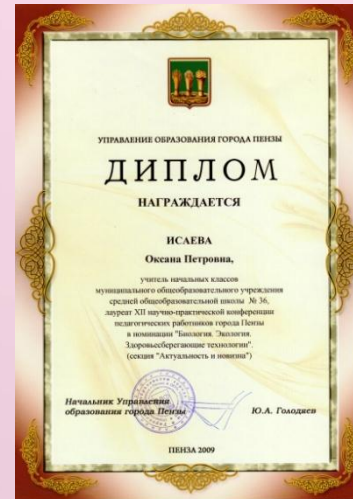 УПРАВЛЕНИЕ ОБРАЗОВАНИЯ ГОРОДА ПЕНЗЫ
ДИПЛОМ
НАГРАЖДАЕТСЯ
ИСАЕВА
Оксана Петровна,
учитель начальных классов
муниципального общеобразовательного учреждения
средней общеобразовательной школы № 36,
лауреат XII научно-практической конференции
педагогических работников города Пензы
в номинации "Биология. Экология.
Здоровьесберегающие технологии".
(секция "Актуальность и новизна")
Начальник Управления
образования города Пензы Ю.А. Голодяев
ПЕНЗА 2009